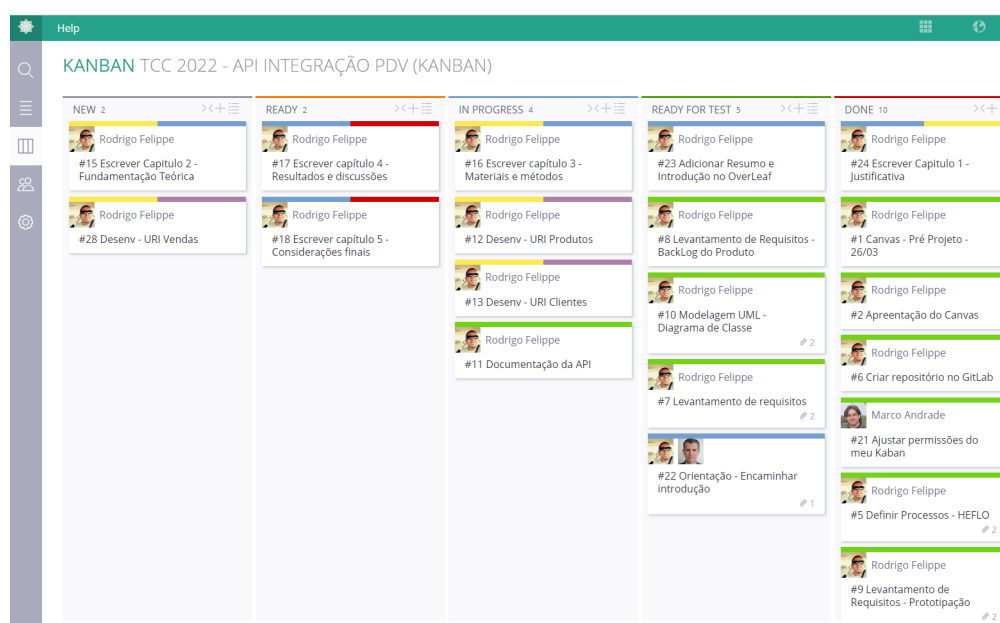 Help
KANBAN TCC 2022 - API INTEGRAÇÃO PDV (KANBAN)
NEW 2
Rodrigo Felippe
#15 Escrever Capitulo 2 -
Fundamentação Teórica
Rodrigo Felippe
#28 Desenv - URI Vendas
READY 2
Rodrigo Felippe
#17 Escrever capítulo 4 -
Resultados e discussões
Rodrigo Felippe
#18 Escrever capítulo 5 -
Considerações finais
IN PROGRESS 4
Rodrigo Felippe
#16 Escrever capítulo 3 -
Materiais e métodos
Rodrigo Felippe
#12 Desenv - URI Produtos
Rodrigo Felippe
#13 Desenv - URI Clientes
Rodrigo Felippe
#11 Documentação da API
READY FOR TEST 5
Rodrigo Felippe
#23 Adicionar Resumo e
Introdução no OverLeaf
Rodrigo Felippe
#8 Levantamento de Requisitos -
BackLog do Produto
Rodrigo Felippe
#10 Modelagem UML -
Diagrama de Classe
2
Rodrigo Felippe
#7 Levantamento de requisitos
2
#22 Orientação - Encaminhar
introdução
1
DONE 10
Rodrigo Felippe
#24 Escrever Capitulo 1 -
Justificativa
Rodrigo Felippe
#1 Canvas - Pré Projeto -
26/03
Rodrigo Felippe
#2 Apreentação do Canvas
Rodrigo Felippe
#6 Criar repositório no GitLab
Marco Andrade
#21 Ajustar permissões do
meu Kaban
Rodrigo Felippe
#5 Definir Processos - HEFLO
2
Rodrigo Felippe
#9 Levantamento de
Requisitos - Prototipação
2